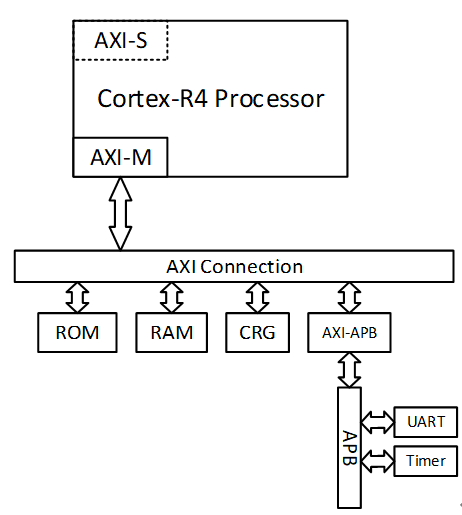 AXI-S
Cortex-R4 Processor
AXI-M
AXI Connection
ROM
RAM
CRG
AXI-APB
APB
UART
Timer